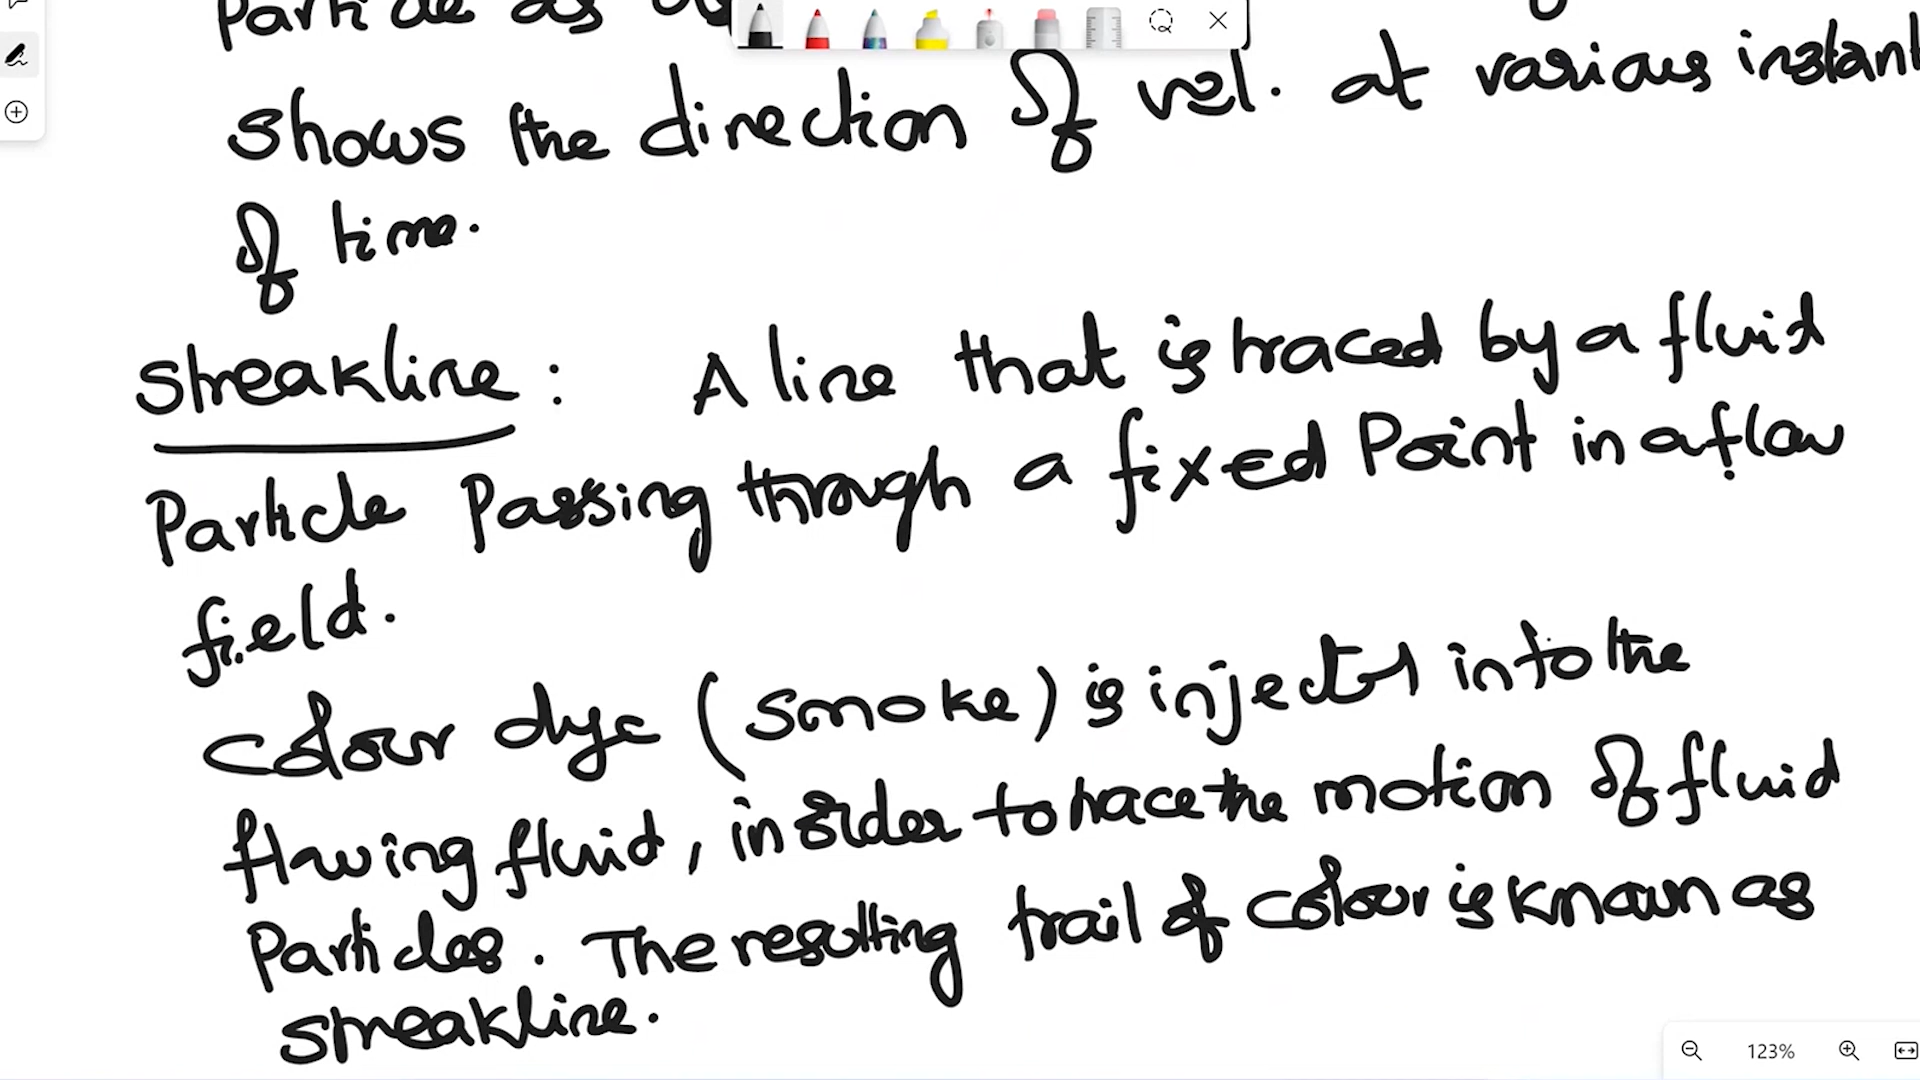 Particle as
shows the direction of vel. at various instant
of time.
Streakline : A line that is traced by a fluid
Particle Passing through a fixed Point in a flow
field.
Colour dye (smoke) is injected into the
flowing fluid, in order to trace the motion of fluid
Particles. The resulting trail of colour is known as
streakline.
123%